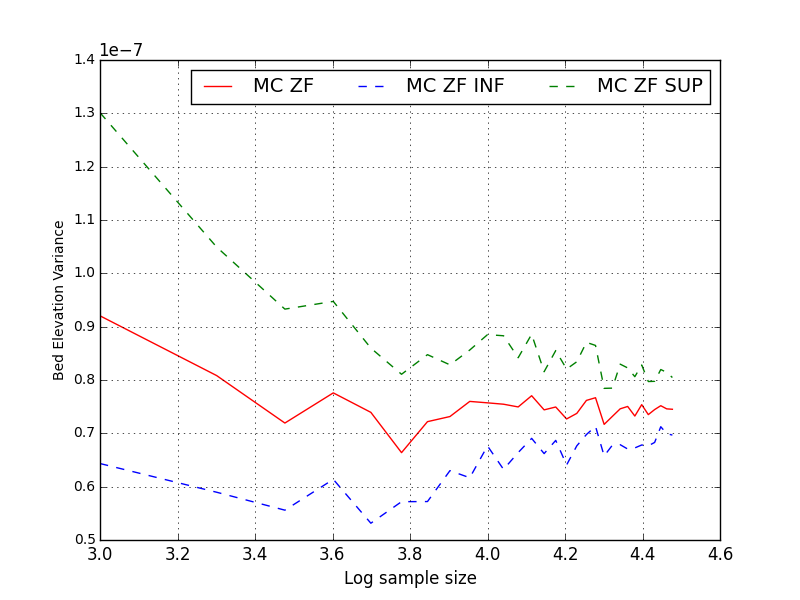 1e−7
MC ZF MC ZF INF MC ZF SUP
1.4
1.3
1.2
1.1
1.0
0.9
0.8
0.7
0.6
0.5
Bed Elevation Variance
3.0 3.2 3.4 3.6 3.8 4.0 4.2 4.4 4.6
Log sample size